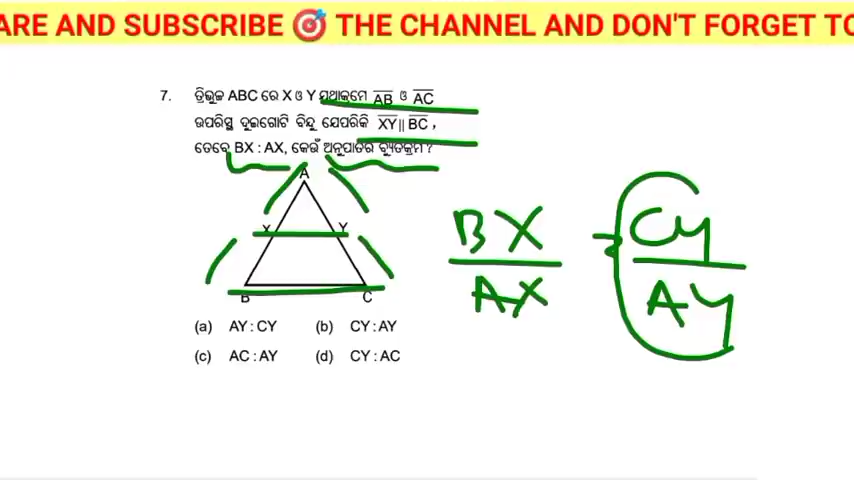 ARE AND SUBSCRIBE 🎯 THE CHANNEL AND DON'T FORGET TO
7. ତ୍ରିଭୁଜ ABC ରେ X ଓ Y ଯଥାକ୍ରମେ AB ଓ AC
ଉପରିସ୍ଥ ଦୁଇଗୋଟି ବିନ୍ଦୁ ଯେପରିକି XY || BC ,
ତେବେ BX : AX, କେଉଁ ଅନୁପାତର ବ୍ୟୁତକ୍ରମ ?
A
X Y
B C
BX = CY
AX AY
(a) AY : CY (b) CY : AY
(c) AC : AY (d) CY : AC